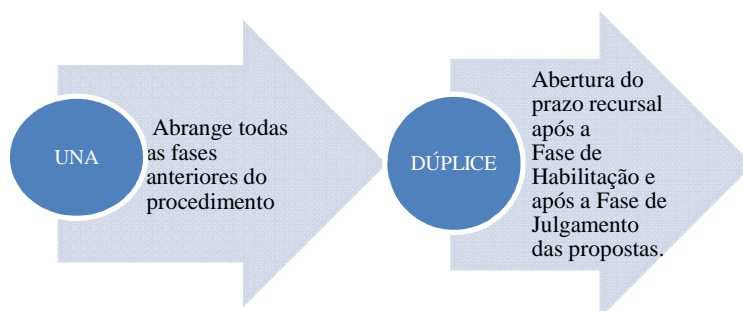 UNA
Abrange todas
as fases
anteriores do
procedimento
DÚPLICE
Abertura do
prazo recursal
após a
Fase de
Habilitação e
após a Fase de
Julgamento
das propostas.